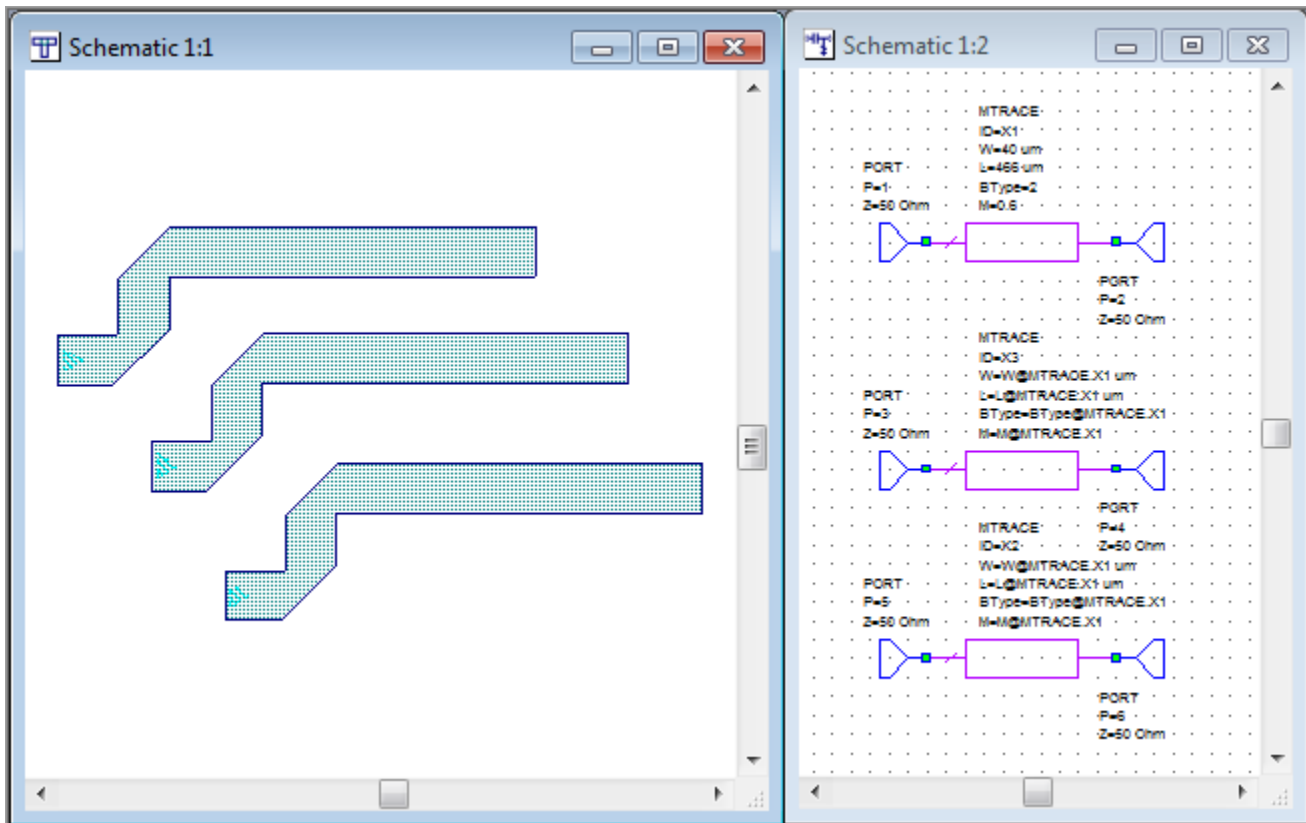 Schematic 1:1
Schematic 1:2
MTRACE
ID=X1
W=40 um
L=466 um
BType=2
M=0.6
PORT
P=1
Z=50 Ohm
PORT
P=2
Z=50 Ohm
MTRACE
ID=X3
W=W@MTRACE.X1 um
L=L@MTRACE.X1 um
BType=BType@MTRACE.X1
M=M@MTRACE.X1
PORT
P=3
Z=50 Ohm
PORT
P=4
Z=50 Ohm
MTRACE
ID=X2
W=W@MTRACE.X1 um
L=L@MTRACE.X1 um
BType=BType@MTRACE.X1
M=M@MTRACE.X1
PORT
P=5
Z=50 Ohm
PORT
P=6
Z=50 Ohm